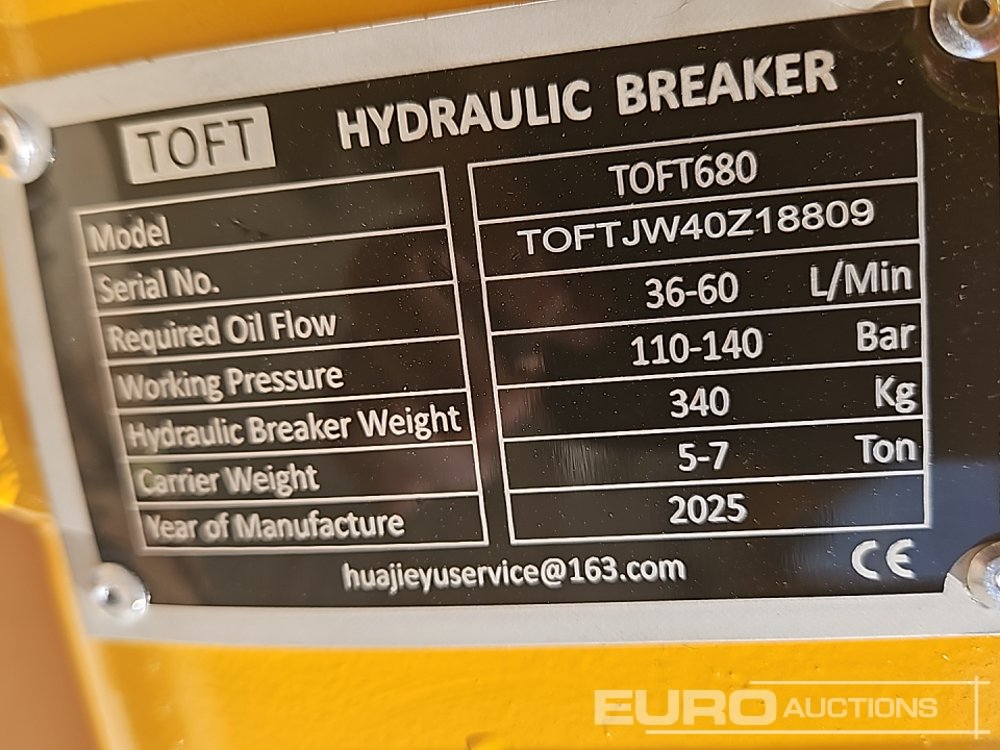 TOFT HYDRAULIC BREAKER
Model TOFT680
Serial No. TOFTJW40Z18809
Required Oil Flow 36-60 L/Min
Working Pressure 110-140 Bar
Hydraulic Breaker Weight 340 Kg
Carrier Weight 5-7 Ton
Year of Manufacture 2025
huajieyuservice@163.com CE
EURO AUCTIONS